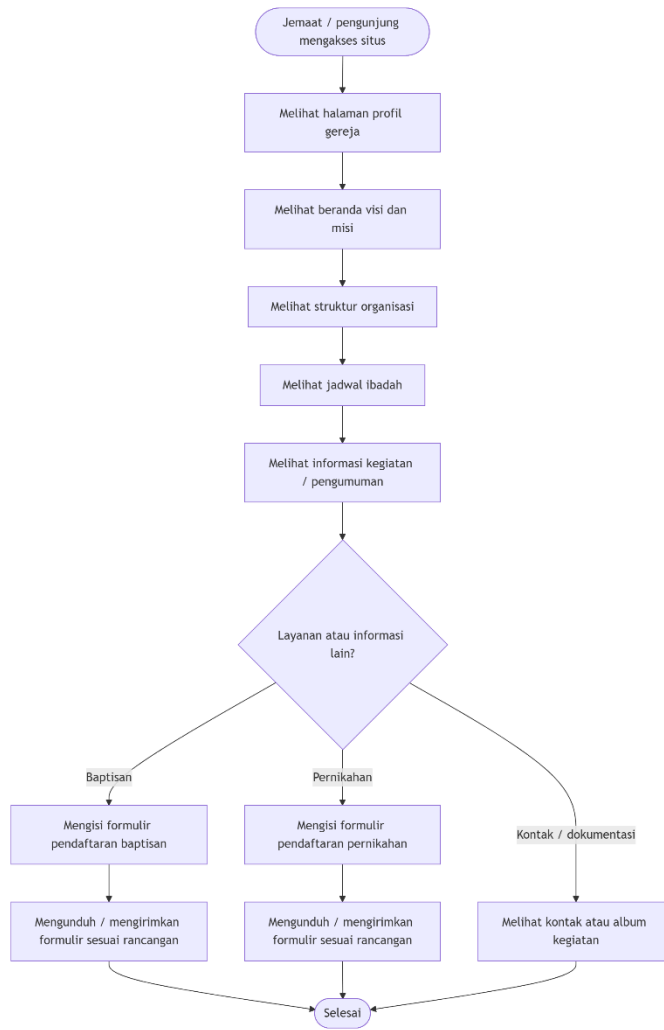 Jemaat / pengunjung
mengakses situs
Melihat halaman profil
gereja
Melihat beranda visi dan
misi
Melihat struktur organisasi
Melihat jadwal ibadah
Melihat informasi kegiatan
/ pengumuman
Layanan atau informasi
lain?
Baptisan
Pernikahan
Kontak / dokumentasi
Mengisi formulir
pendaftaran baptisan
Mengisi formulir
pendaftaran pernikahan
Mengunduh / mengirimkan
formulir sesuai rancangan
Mengunduh / mengirimkan
formulir sesuai rancangan
Melihat kontak atau album
kegiatan
Selesai